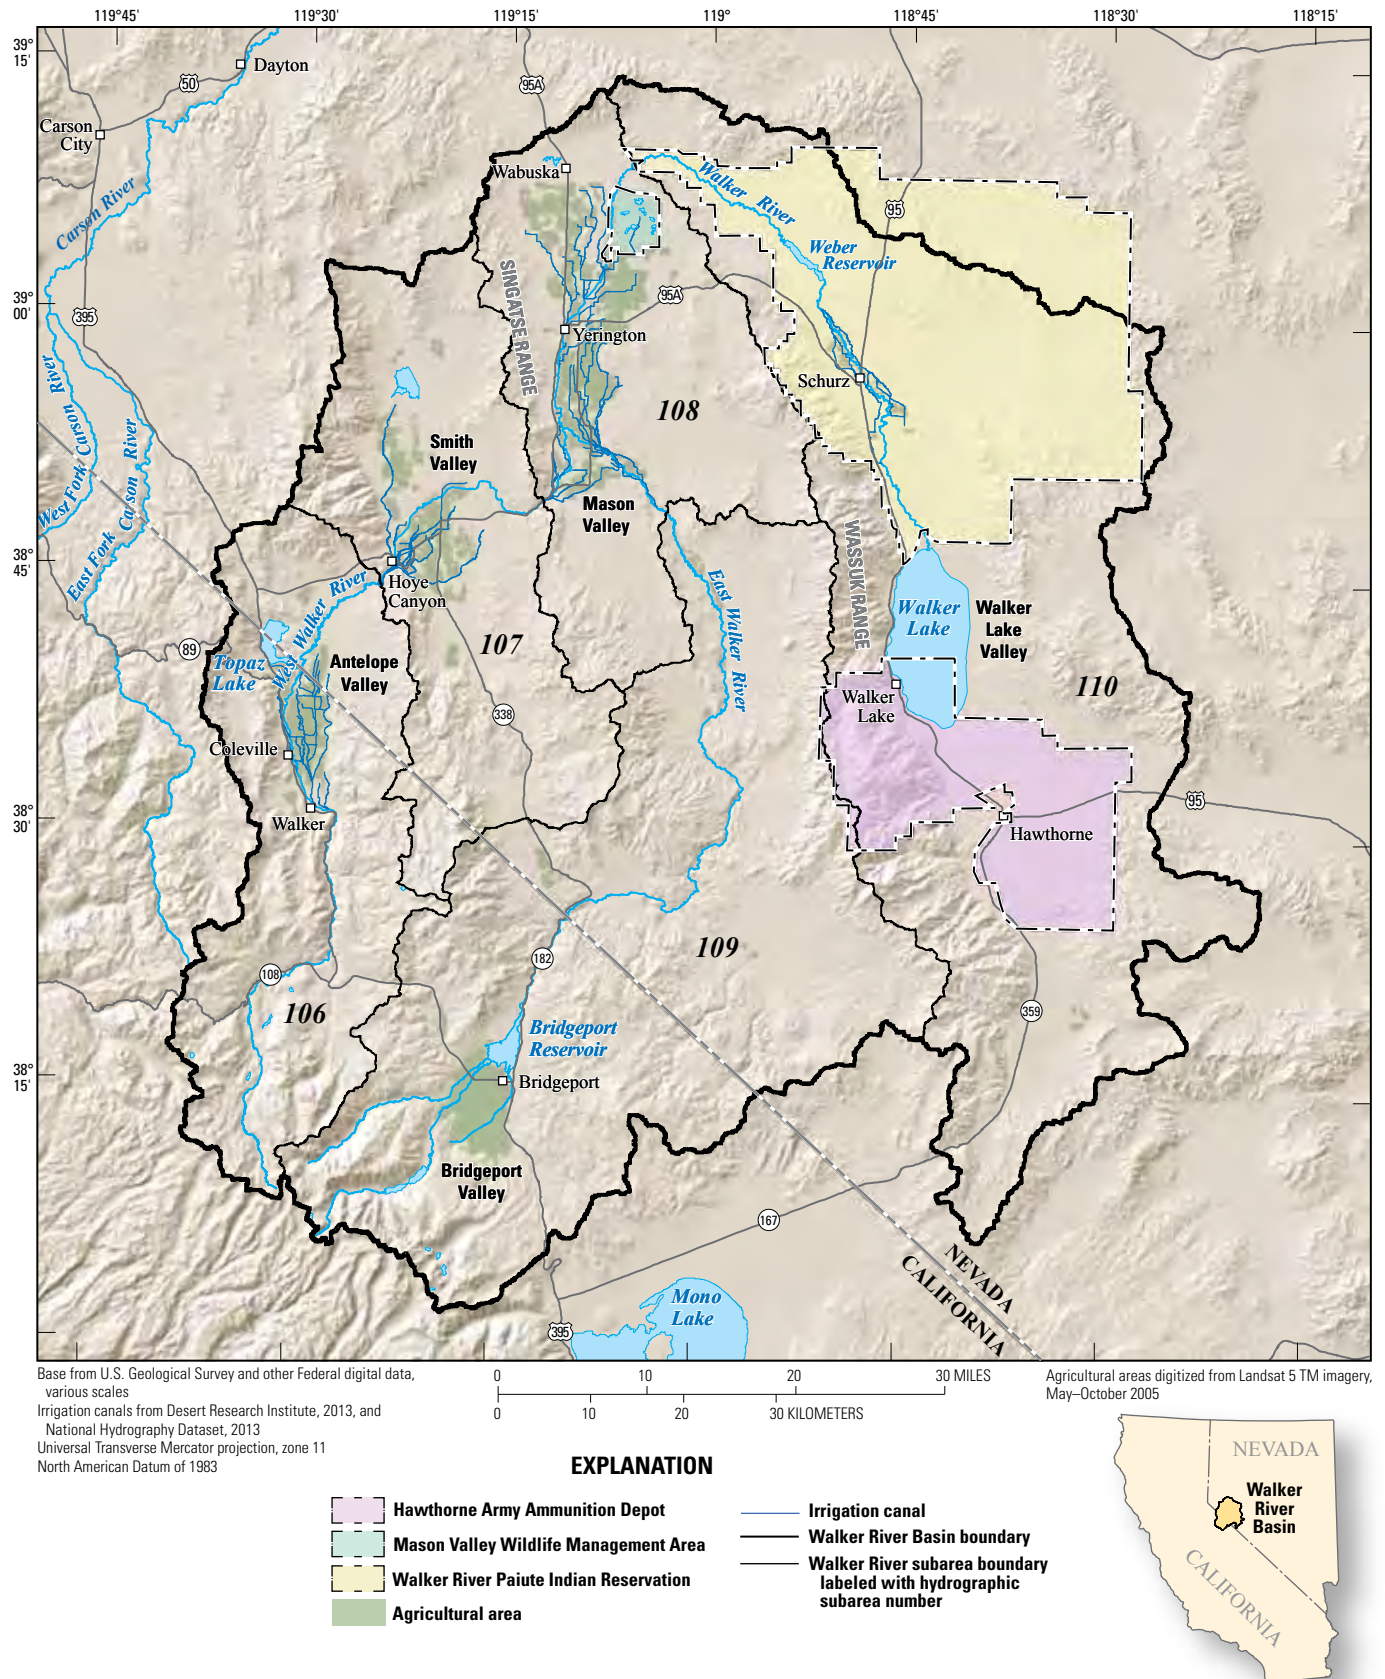 119°45'
119°30'
119°15'
119°
118°45'
118°30'
118°15'
39°
15'
39°
00'
38°
45'
38°
30'
38°
15'
Dayton
50
95A
Carson
City
Wabuska
Carson River
Walker River
95
Weber
Reservoir
SINGATSE RANGE
95A
395
Yerington
West Fork Carson River
Schurz
108
East Fork Carson River
Smith
Valley
Mason
Valley
WASSUK RANGE
Hoye
Canyon
East Walker River
Walker
Lake
Walker
Lake
Valley
West Walker River
107
89
Topaz
Lake
Antelope
Valley
110
Walker
Lake
338
Coleville
95
Walker
Hawthorne
109
182
108
106
359
Bridgeport
Reservoir
Bridgeport
Bridgeport
Valley
167
NEVADA
CALIFORNIA
Mono
Lake
395
Base from U.S. Geological Survey and other Federal digital data,
various scales
Irrigation canals from Desert Research Institute, 2013, and
National Hydrography Dataset, 2013
Universal Transverse Mercator projection, zone 11
North American Datum of 1983
0 10 20 30 MILES
0 10 20 30 KILOMETERS
Agricultural areas digitized from Landsat 5 TM imagery,
May–October 2005
EXPLANATION
Hawthorne Army Ammunition Depot
Mason Valley Wildlife Management Area
Walker River Paiute Indian Reservation
Agricultural area
Irrigation canal
Walker River Basin boundary
Walker River subarea boundary
labeled with hydrographic
subarea number
NEVADA
Walker
River
Basin
CALIFORNIA